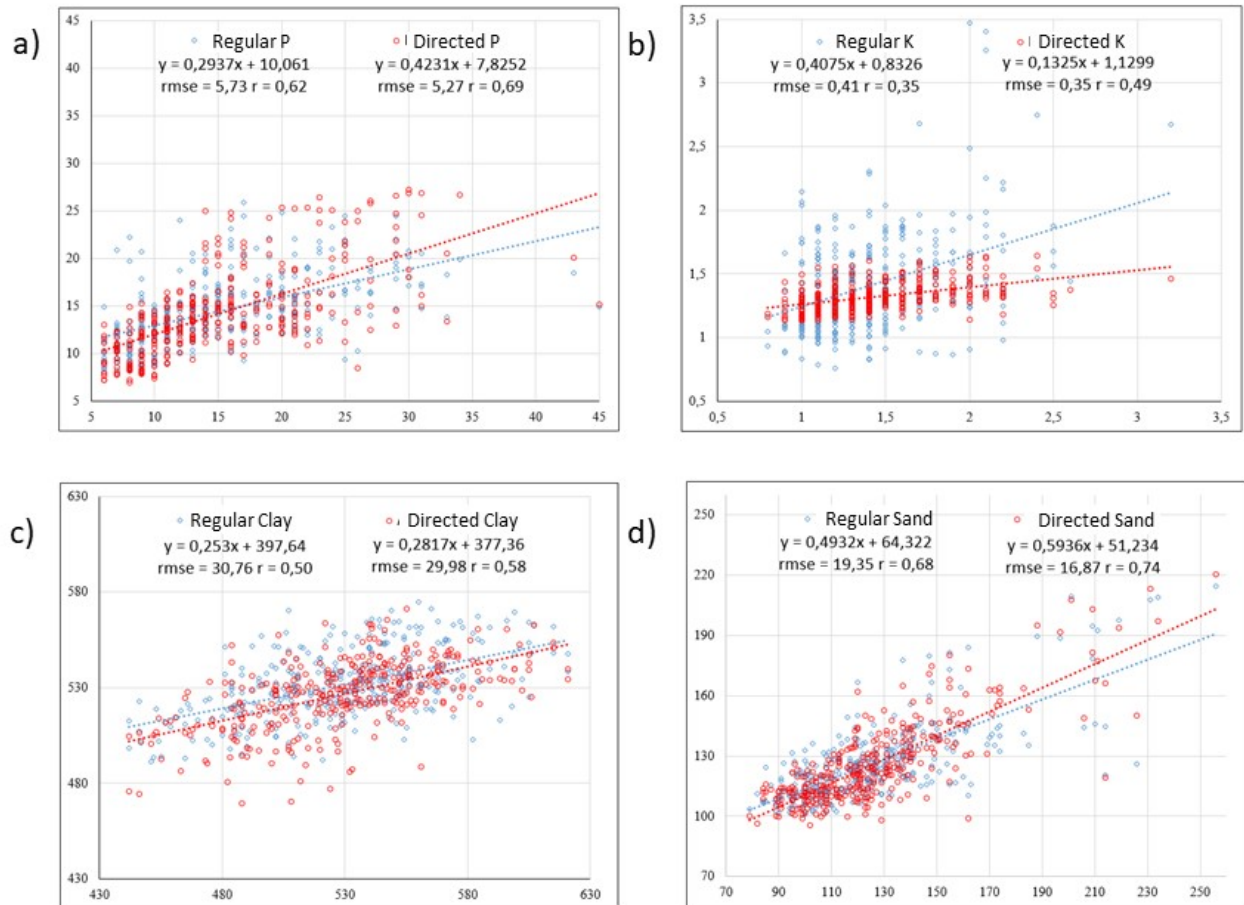 a)
45
40
35
30
25
20
15
10
5
Regular P
y = 0,2937x + 10,061
rmse = 5,73 r = 0,62
Directed P
y = 0,4231x + 7,8252
rmse = 5,27 r = 0,69
5 10 15 20 25 30 35 40 45
b)
3,5
3
2,5
2
1,5
1
0,5
Regular K
y = 0,4075x + 0,8326
rmse = 0,41 r = 0,35
Directed K
y = 0,1325x + 1,1299
rmse = 0,35 r = 0,49
0,5 1 1,5 2 2,5 3 3,5
c)
630
580
530
480
430
Regular Clay
y = 0,253x + 397,64
rmse = 30,76 r = 0,50
Directed Clay
y = 0,2817x + 377,36
rmse = 29,98 r = 0,58
430 480 530 580 630
d)
250
220
190
160
130
100
70
Regular Sand
y = 0,4932x + 64,322
rmse = 19,35 r = 0,68
Directed Sand
y = 0,5936x + 51,234
rmse = 16,87 r = 0,74
70 90 110 130 150 170 190 210 230 250